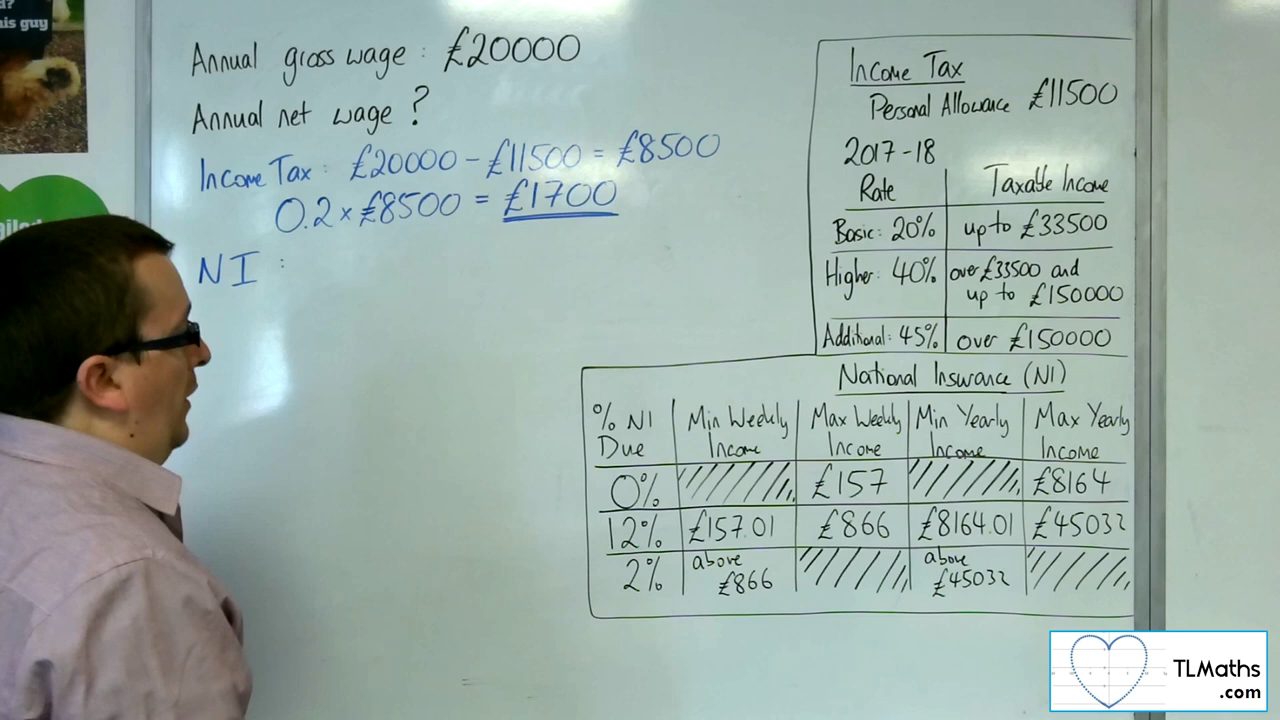 d?
his guy
ailed
Annual gross wage : £20000
Annual net wage ?
Income Tax : £20000 - £11500 = £8500
0.2 × £8500 = £1700
NI :
Income Tax
Personal Allowance £11500
2017-18
Rate Taxable Income
Basic: 20% up to £33500
Higher: 40% over £33500 and
up to £150000
Additional: 45% over £150000
National Insurance (NI)
% NI Due Min Weekly Income Max Weekly Income Min Yearly Income Max Yearly Income
0% £157 £8164
12% £157.01 £866 £8164.01 £45032
2% above £866 above £45032
TLMaths
.com